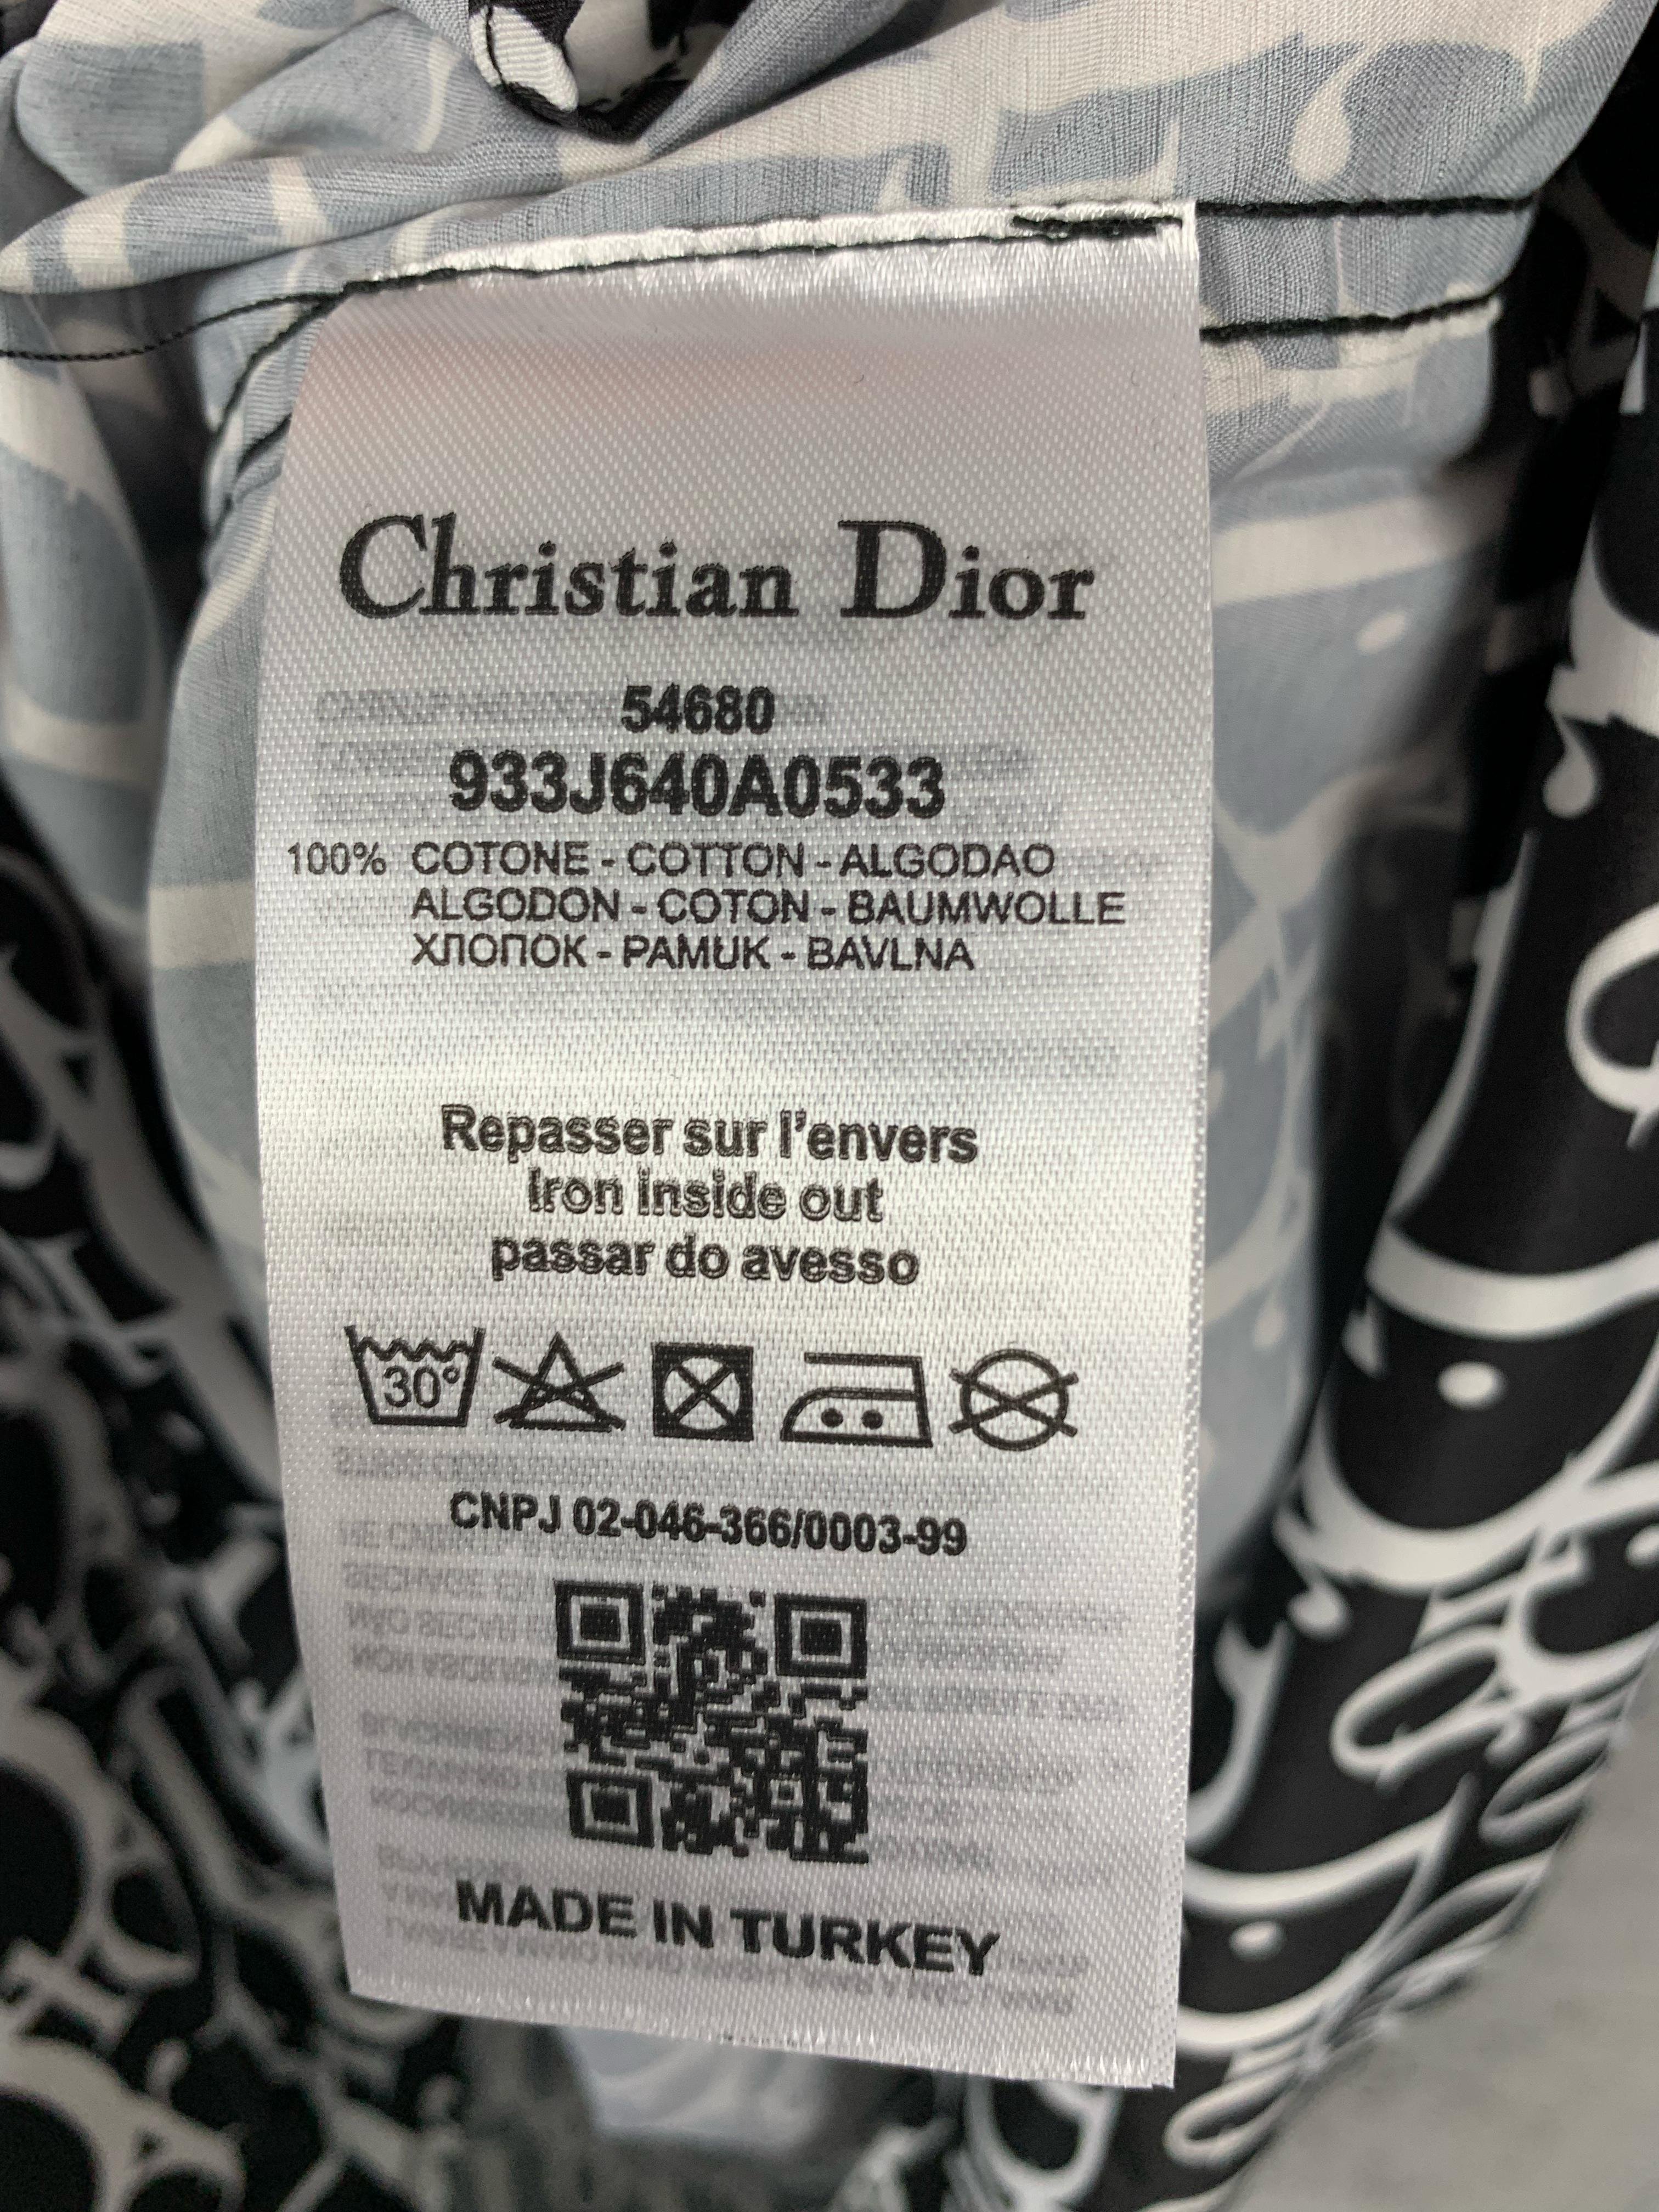 Christian Dior
54680
933J640A0533
100% COTONE - COTTON - ALGODAO
ALGODON - COTON - BAUMWOLLE
ХЛОПОК - PAMUK - BAVLNA
Repasser sur l'envers
Iron inside out
passar do avesso
30°
CNPJ 02-046-366/0003-99
MADE IN TURKEY